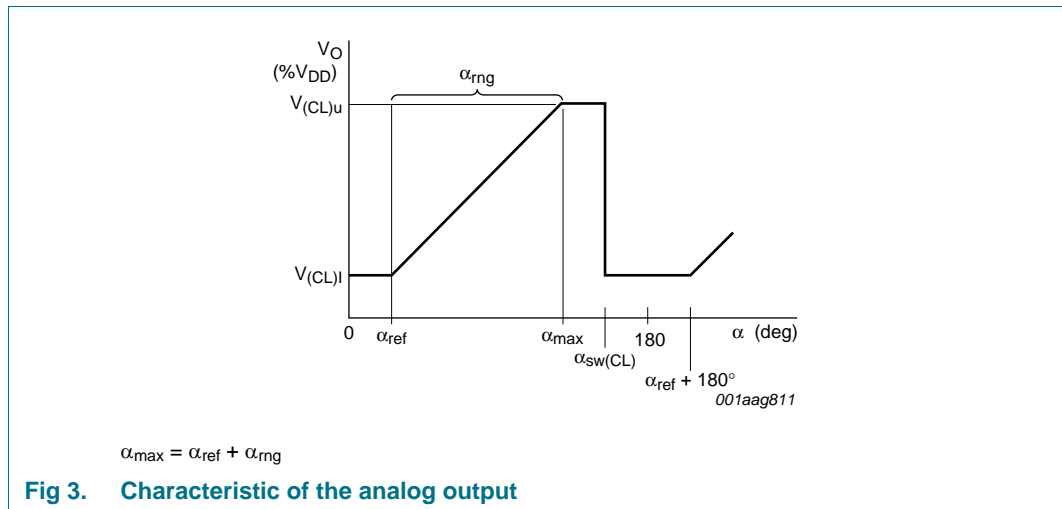 VO
(%VDD)
αrng
V(CL)u
V(CL)l
0
αref
αmax
αsw(CL)
180
α (deg)
αref + 180°
001aag811
αmax = αref + αrng
Fig 3. Characteristic of the analog output